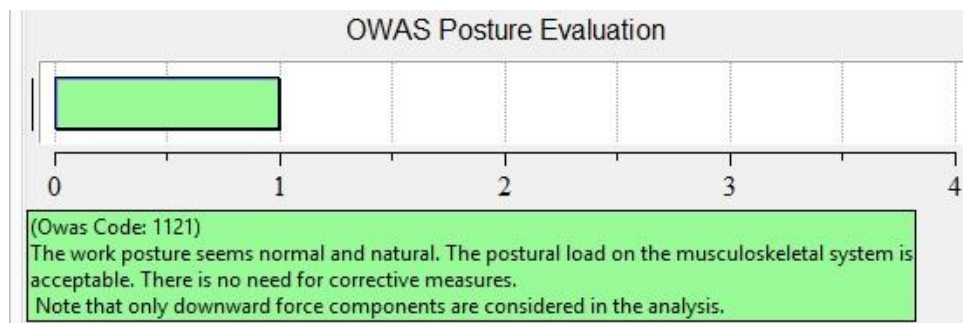 OWAS Posture Evaluation
0 1 2 3 4
(Owas Code: 1121)
The work posture seems normal and natural. The postural load on the musculoskeletal system is
acceptable. There is no need for corrective measures.
Note that only downward force components are considered in the analysis.